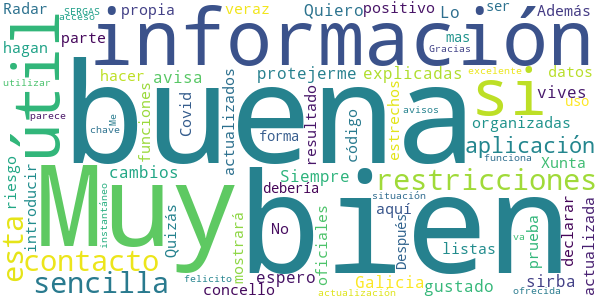 Radar
SERGAS
acceso
propia
veraz
Quiero
positivo
Lo
ser
Además
hagan
parte
información
mas
Gracias
utilizar
útil
hacer
avisa
protejerme
explicadas
excelente
datos
buena
si
vives
uso
parece
chave
Me
funciones
Covid
actualizados
forma
resultado
código
estrechos
avisos
organizadas
aplicación
riesgo
introducir
Muy
cambios
Siempre
bien
restricciones
funciona
Xunta
esta
contacto
instantáneo
Quizás
mostrará
debería
No
oficiales
situación
aquí
Después
listas
va
prueba
declarar
actualizada
sencilla
felicito
concello
espero
actualización
Galicia
gustado
ofrecida
sirba